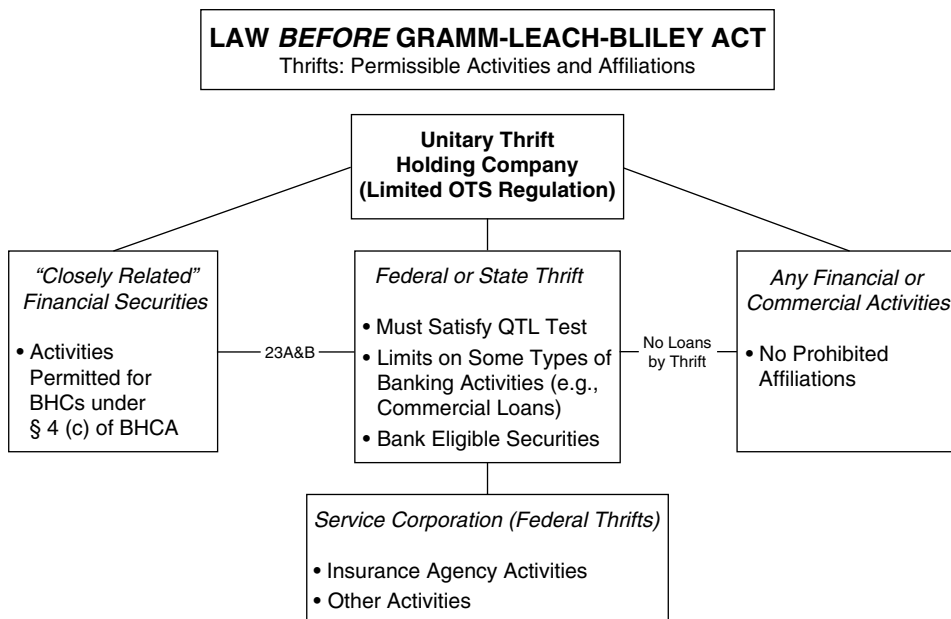 LAW BEFORE GRAMM-LEACH-BLILEY ACT
Thrifts: Permissible Activities and Affiliations
Unitary Thrift
Holding Company
(Limited OTS Regulation)
“Closely Related”
Financial Securities
• Activities
Permitted for
BHCs under
§ 4 (c) of BHCA
23A&B
Federal or State Thrift
• Must Satisfy QTL Test
• Limits on Some Types of
Banking Activities (e.g.,
Commercial Loans)
• Bank Eligible Securities
No Loans
by Thrift
Any Financial or
Commercial Activities
• No Prohibited
Affiliations
Service Corporation (Federal Thrifts)
• Insurance Agency Activities
• Other Activities